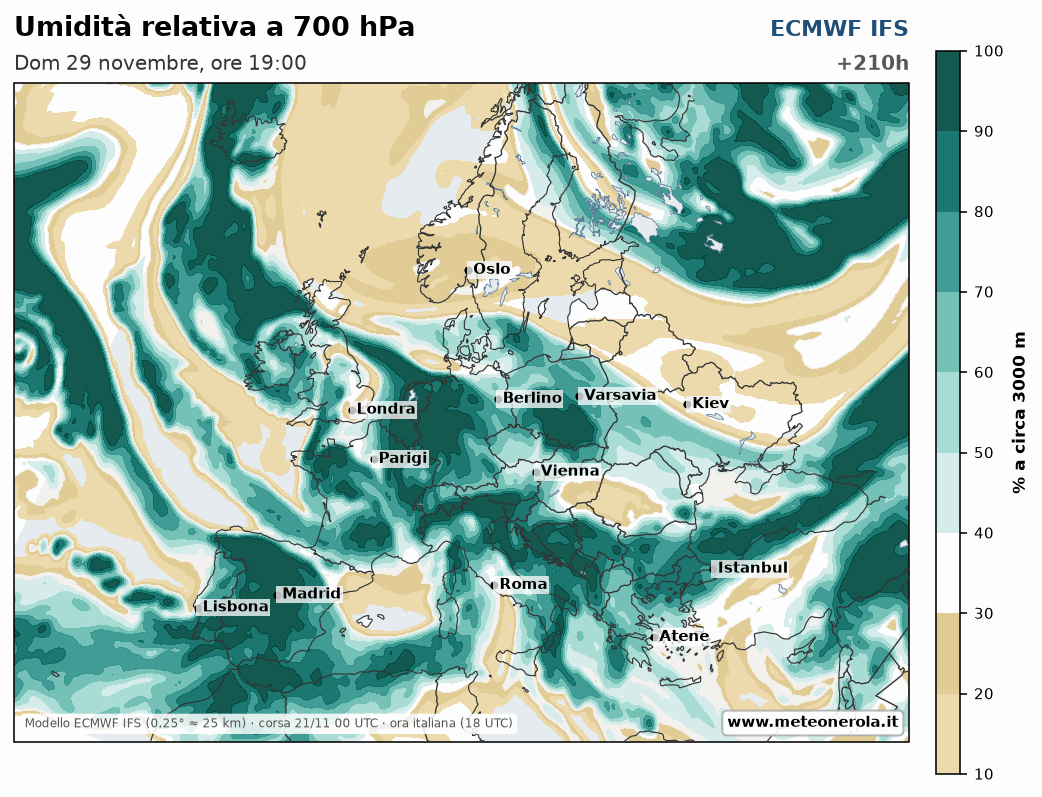 Umidità relativa a 700 hPa
ECMWF IFS
Dom 29 novembre, ore 19:00
+210h
100
90
80
70
60
50
40
30
20
10
% a circa 3000 m
Oslo
Berlino
Varsavia
Kiev
Londra
Parigi
Vienna
Istanbul
Roma
Madrid
Lisbona
Atene
Modello ECMWF IFS (0,25° ≈ 25 km) · corsa 21/11 00 UTC · ora italiana (18 UTC)
www.meteonerola.it